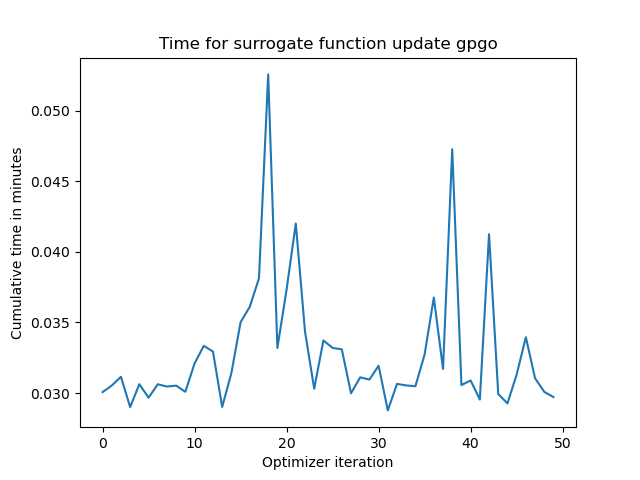 Time for surrogate function update gpgo
Cumulative time in minutes
0.050
0.045
0.040
0.035
0.030
0 10 20 30 40 50
Optimizer iteration